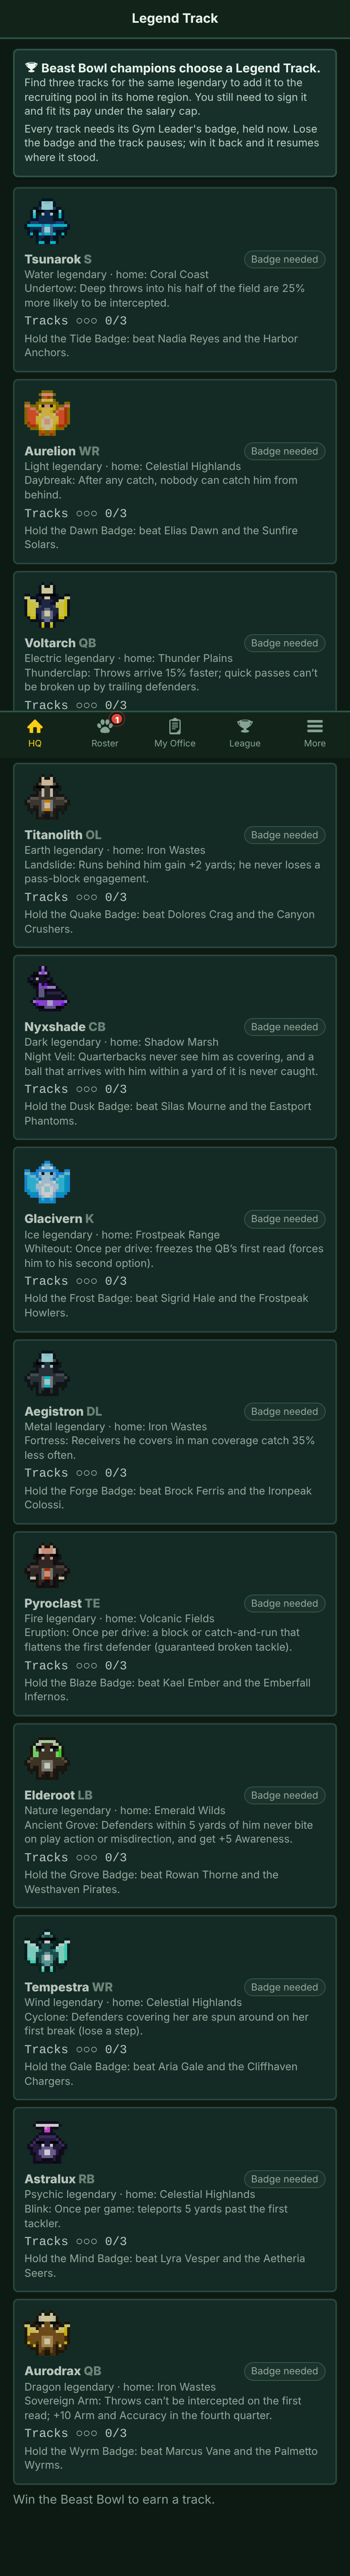 Legend Track
🏆 Beast Bowl champions choose a Legend Track.
Find three tracks for the same legendary to add it to the
recruiting pool in its home region. You still need to sign it
and fit its pay under the salary cap.
Every track needs its Gym Leader's badge, held now. Lose
the badge and the track pauses; win it back and it resumes
where it stood.
Tsunarok S
Badge needed
Water legendary · home: Coral Coast
Undertow: Deep throws into his half of the field are 25%
more likely to be intercepted.
Tracks ○○○ 0/3
Hold the Tide Badge: beat Nadia Reyes and the Harbor
Anchors.
Aurelion WR
Badge needed
Light legendary · home: Celestial Highlands
Daybreak: After any catch, nobody can catch him from
behind.
Tracks ○○○ 0/3
Hold the Dawn Badge: beat Elias Dawn and the Sunfire
Solars.
Voltarch QB
Badge needed
Electric legendary · home: Thunder Plains
Thunderclap: Throws arrive 15% faster; quick passes can't
be broken up by trailing defenders.
Tracks ○○○ 0/3
1
HQ
Roster
My Office
League
More
Titanolith OL
Badge needed
Earth legendary · home: Iron Wastes
Landslide: Runs behind him gain +2 yards; he never loses a
pass-block engagement.
Tracks ○○○ 0/3
Hold the Quake Badge: beat Dolores Crag and the Canyon
Crushers.
Nyxshade CB
Badge needed
Dark legendary · home: Shadow Marsh
Night Veil: Quarterbacks never see him as covering, and a
ball that arrives with him within a yard of it is never caught.
Tracks ○○○ 0/3
Hold the Dusk Badge: beat Silas Mourne and the Eastport
Phantoms.
Glacivern K
Badge needed
Ice legendary · home: Frostpeak Range
Whiteout: Once per drive: freezes the QB's first read (forces
him to his second option).
Tracks ○○○ 0/3
Hold the Frost Badge: beat Sigrid Hale and the Frostpeak
Howlers.
Aegistron DL
Badge needed
Metal legendary · home: Iron Wastes
Fortress: Receivers he covers in man coverage catch 35%
less often.
Tracks ○○○ 0/3
Hold the Forge Badge: beat Brock Ferris and the Ironpeak
Colossi.
Pyroclast TE
Badge needed
Fire legendary · home: Volcanic Fields
Eruption: Once per drive: a block or catch-and-run that
flattens the first defender (guaranteed broken tackle).
Tracks ○○○ 0/3
Hold the Blaze Badge: beat Kael Ember and the Emberfall
Infernos.
Elderoot LB
Badge needed
Nature legendary · home: Emerald Wilds
Ancient Grove: Defenders within 5 yards of him never bite
on play action or misdirection, and get +5 Awareness.
Tracks ○○○ 0/3
Hold the Grove Badge: beat Rowan Thorne and the
Westhaven Pirates.
Tempestra WR
Badge needed
Wind legendary · home: Celestial Highlands
Cyclone: Defenders covering her are spun around on her
first break (lose a step).
Tracks ○○○ 0/3
Hold the Gale Badge: beat Aria Gale and the Cliffhaven
Chargers.
Astralux RB
Badge needed
Psychic legendary · home: Celestial Highlands
Blink: Once per game: teleports 5 yards past the first
tackler.
Tracks ○○○ 0/3
Hold the Mind Badge: beat Lyra Vesper and the Aetheria
Seers.
Aurodrax QB
Badge needed
Dragon legendary · home: Iron Wastes
Sovereign Arm: Throws can't be intercepted on the first
read; +10 Arm and Accuracy in the fourth quarter.
Tracks ○○○ 0/3
Hold the Wyrm Badge: beat Marcus Vane and the Palmetto
Wyrms.
Win the Beast Bowl to earn a track.